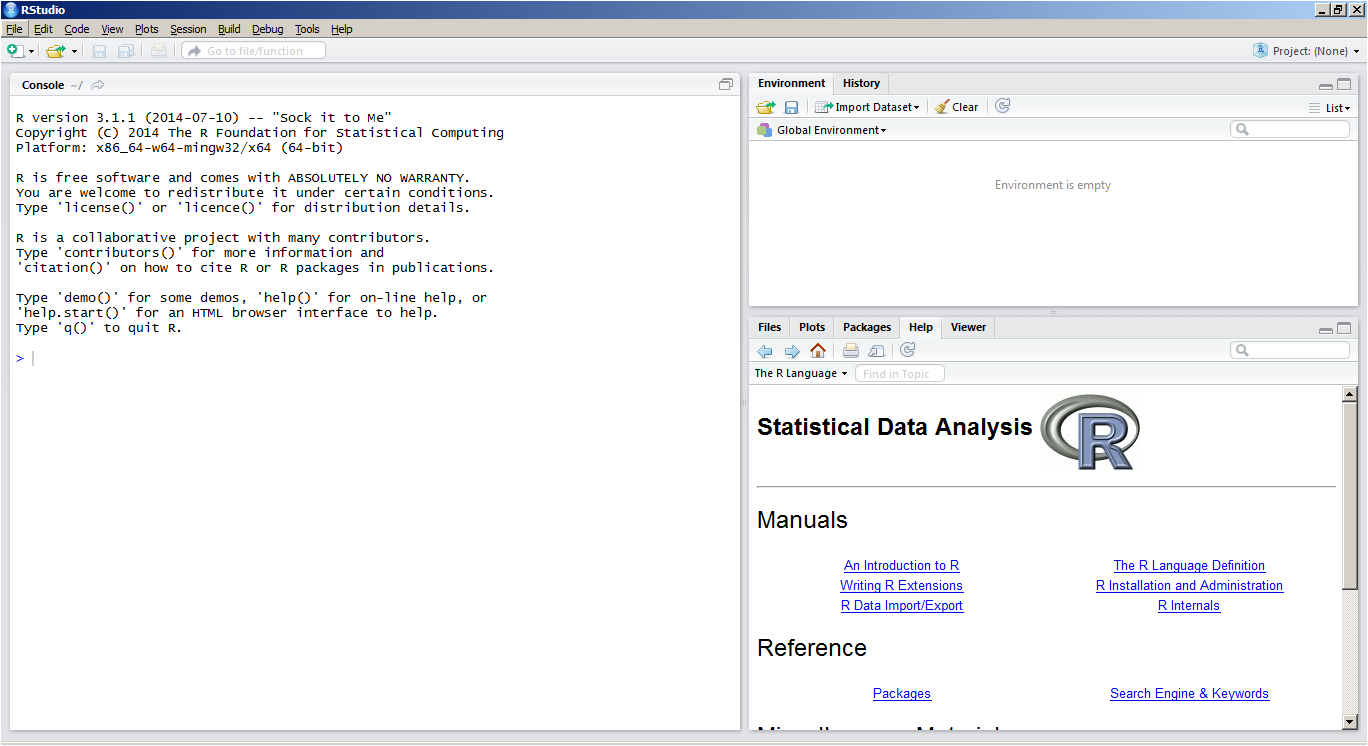 RStudio
File Edit Code View Plots Session Build Debug Tools Help
Go to file/function Project: (None)
Console ~/
R version 3.1.1 (2014-07-10) -- "Sock it to Me"
Copyright (C) 2014 The R Foundation for Statistical Computing
Platform: x86_64-w64-mingw32/x64 (64-bit)
R is free software and comes with ABSOLUTELY NO WARRANTY.
You are welcome to redistribute it under certain conditions.
Type 'license()' or 'licence()' for distribution details.
R is a collaborative project with many contributors.
Type 'contributors()' for more information and
'citation()' on how to cite R or R packages in publications.
Type 'demo()' for some demos, 'help()' for on-line help, or
'help.start()' for an HTML browser interface to help.
Type 'q()' to quit R.
>
Environment History
Import Dataset Clear List
Global Environment
Environment is empty
Files Plots Packages Help Viewer
The R Language Find in Topic
Statistical Data Analysis R
Manuals
An Introduction to R The R Language Definition
Writing R Extensions R Installation and Administration
R Data Import/Export R Internals
Reference
Packages Search Engine & Keywords